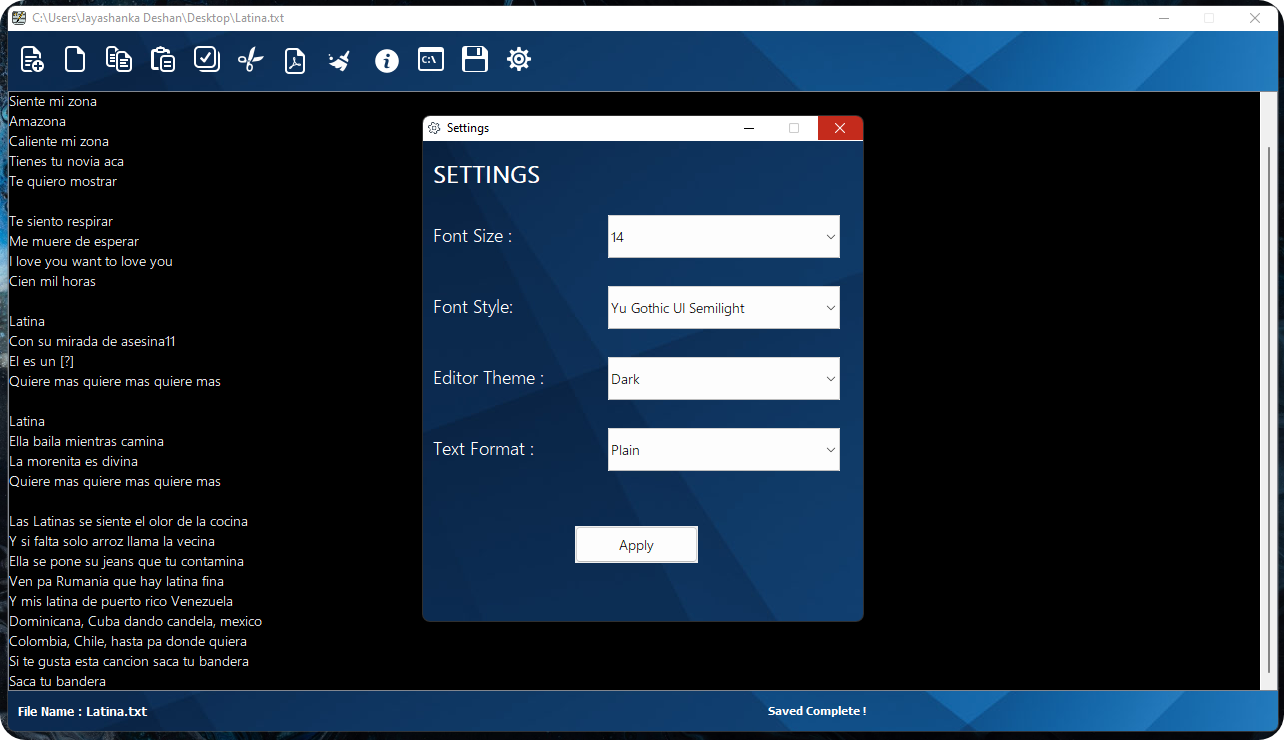 C:\Users\Jayashanka Deshan\Desktop\Latina.txt
C:\
Siente mi zona
Amazona
Caliente mi zona
Tienes tu novia aca
Te quiero mostrar
Te siento respirar
Me muere de esperar
I love you want to love you
Cien mil horas
Latina
Con su mirada de asesina11
El es un [?]
Quiere mas quiere mas quiere mas
Latina
Ella baila mientras camina
La morenita es divina
Quiere mas quiere mas quiere mas
Las Latinas se siente el olor de la cocina
Y si falta solo arroz llama la vecina
Ella se pone su jeans que tu contamina
Ven pa Rumania que hay latina fina
Y mis latina de puerto rico Venezuela
Dominicana, Cuba dando candela, mexico
Colombia, Chile, hasta pa donde quiera
Si te gusta esta cancion saca tu bandera
Saca tu bandera
Settings
SETTINGS
Font Size :
14
Font Style:
Yu Gothic UI Semilight
Editor Theme :
Dark
Text Format :
Plain
Apply
File Name : Latina.txt
Saved Complete !